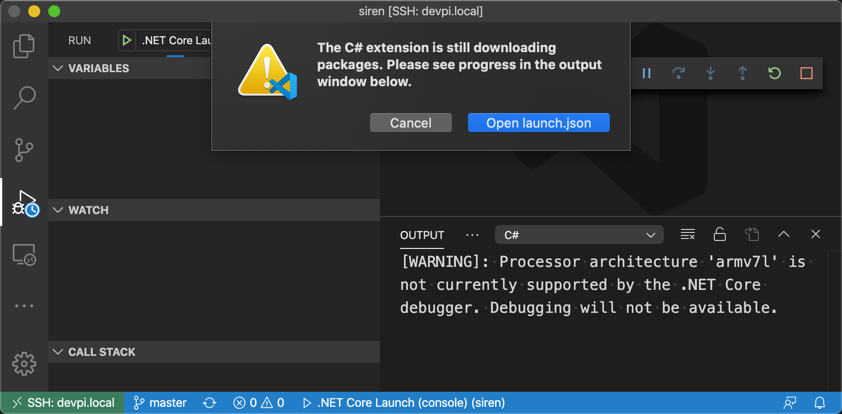 siren [SSH: devpi.local]
RUN
.NET Core Lau
The C# extension is still downloading
packages. Please see progress in the output
window below.
Cancel
Open launch.json
VARIABLES
WATCH
CALL STACK
OUTPUT
C#
[WARNING]: Processor architecture 'armv7l' is
not currently supported by the .NET Core
debugger. Debugging will not be available.
SSH: devpi.local master 0 0 .NET Core Launch (console) (siren)